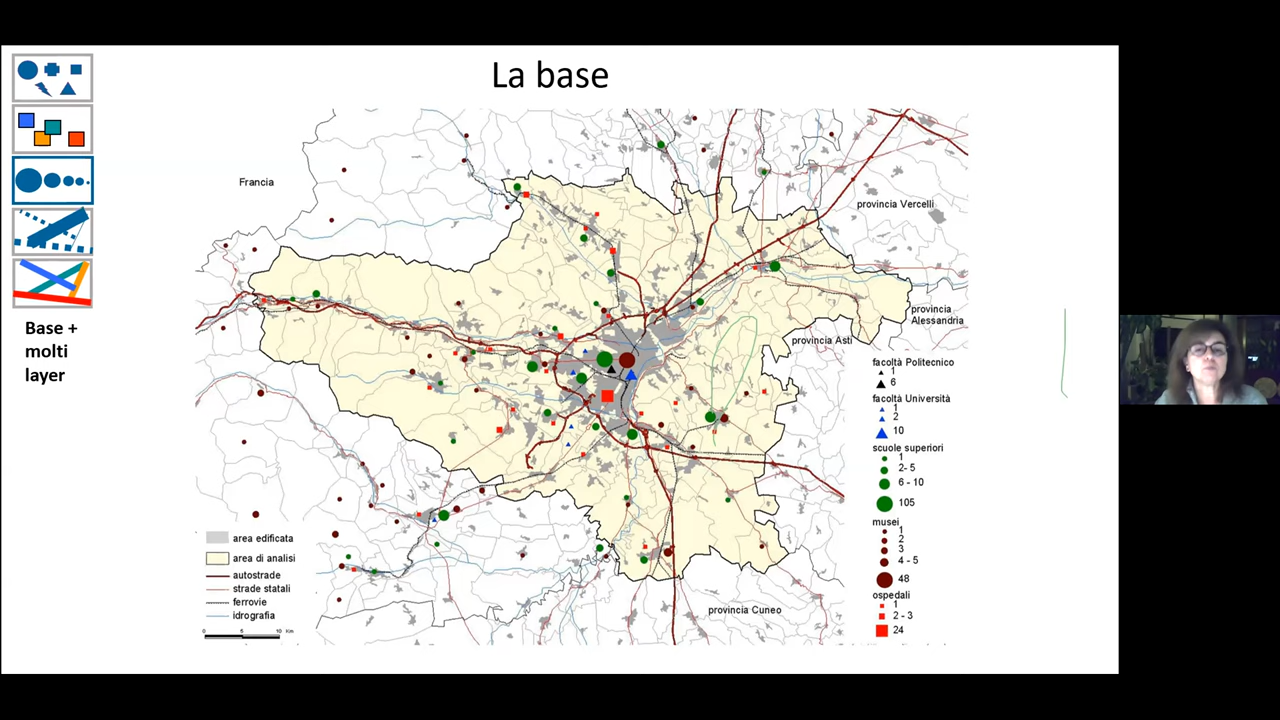 La base
Francia
provincia Vercelli
provincia
Alessandria
provincia Asti
provincia Cuneo
Base +
molti
layer
area edificata
area di analisi
autostrade
strade statali
ferrovie
idrografia
0 5 10 Km
facoltà Politecnico
1
6
facoltà Università
1
2
10
scuole superiori
1
2- 5
6 - 10
105
musei
1
2
3
4 - 5
48
ospedali
1
2 - 3
24